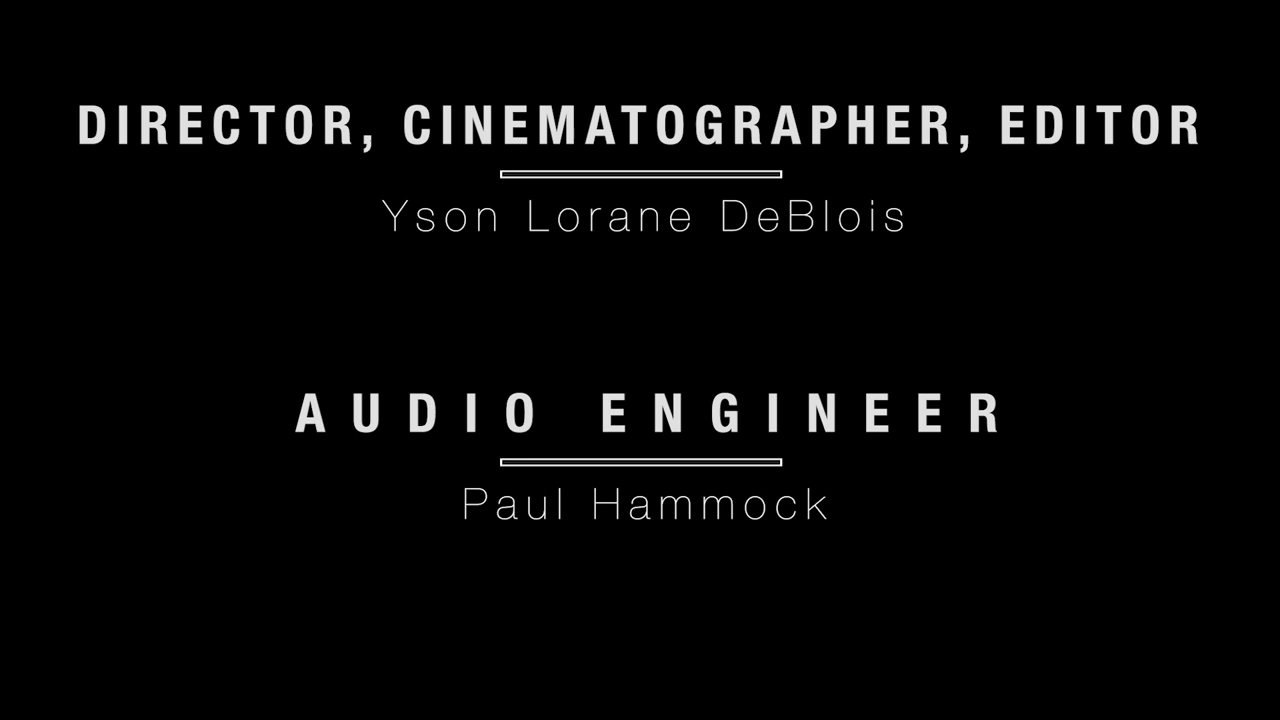 DIRECTOR, CINEMATOGRAPHER, EDITOR
Yson Lorane DeBlois
AUDIO ENGINEER
Paul Hammock